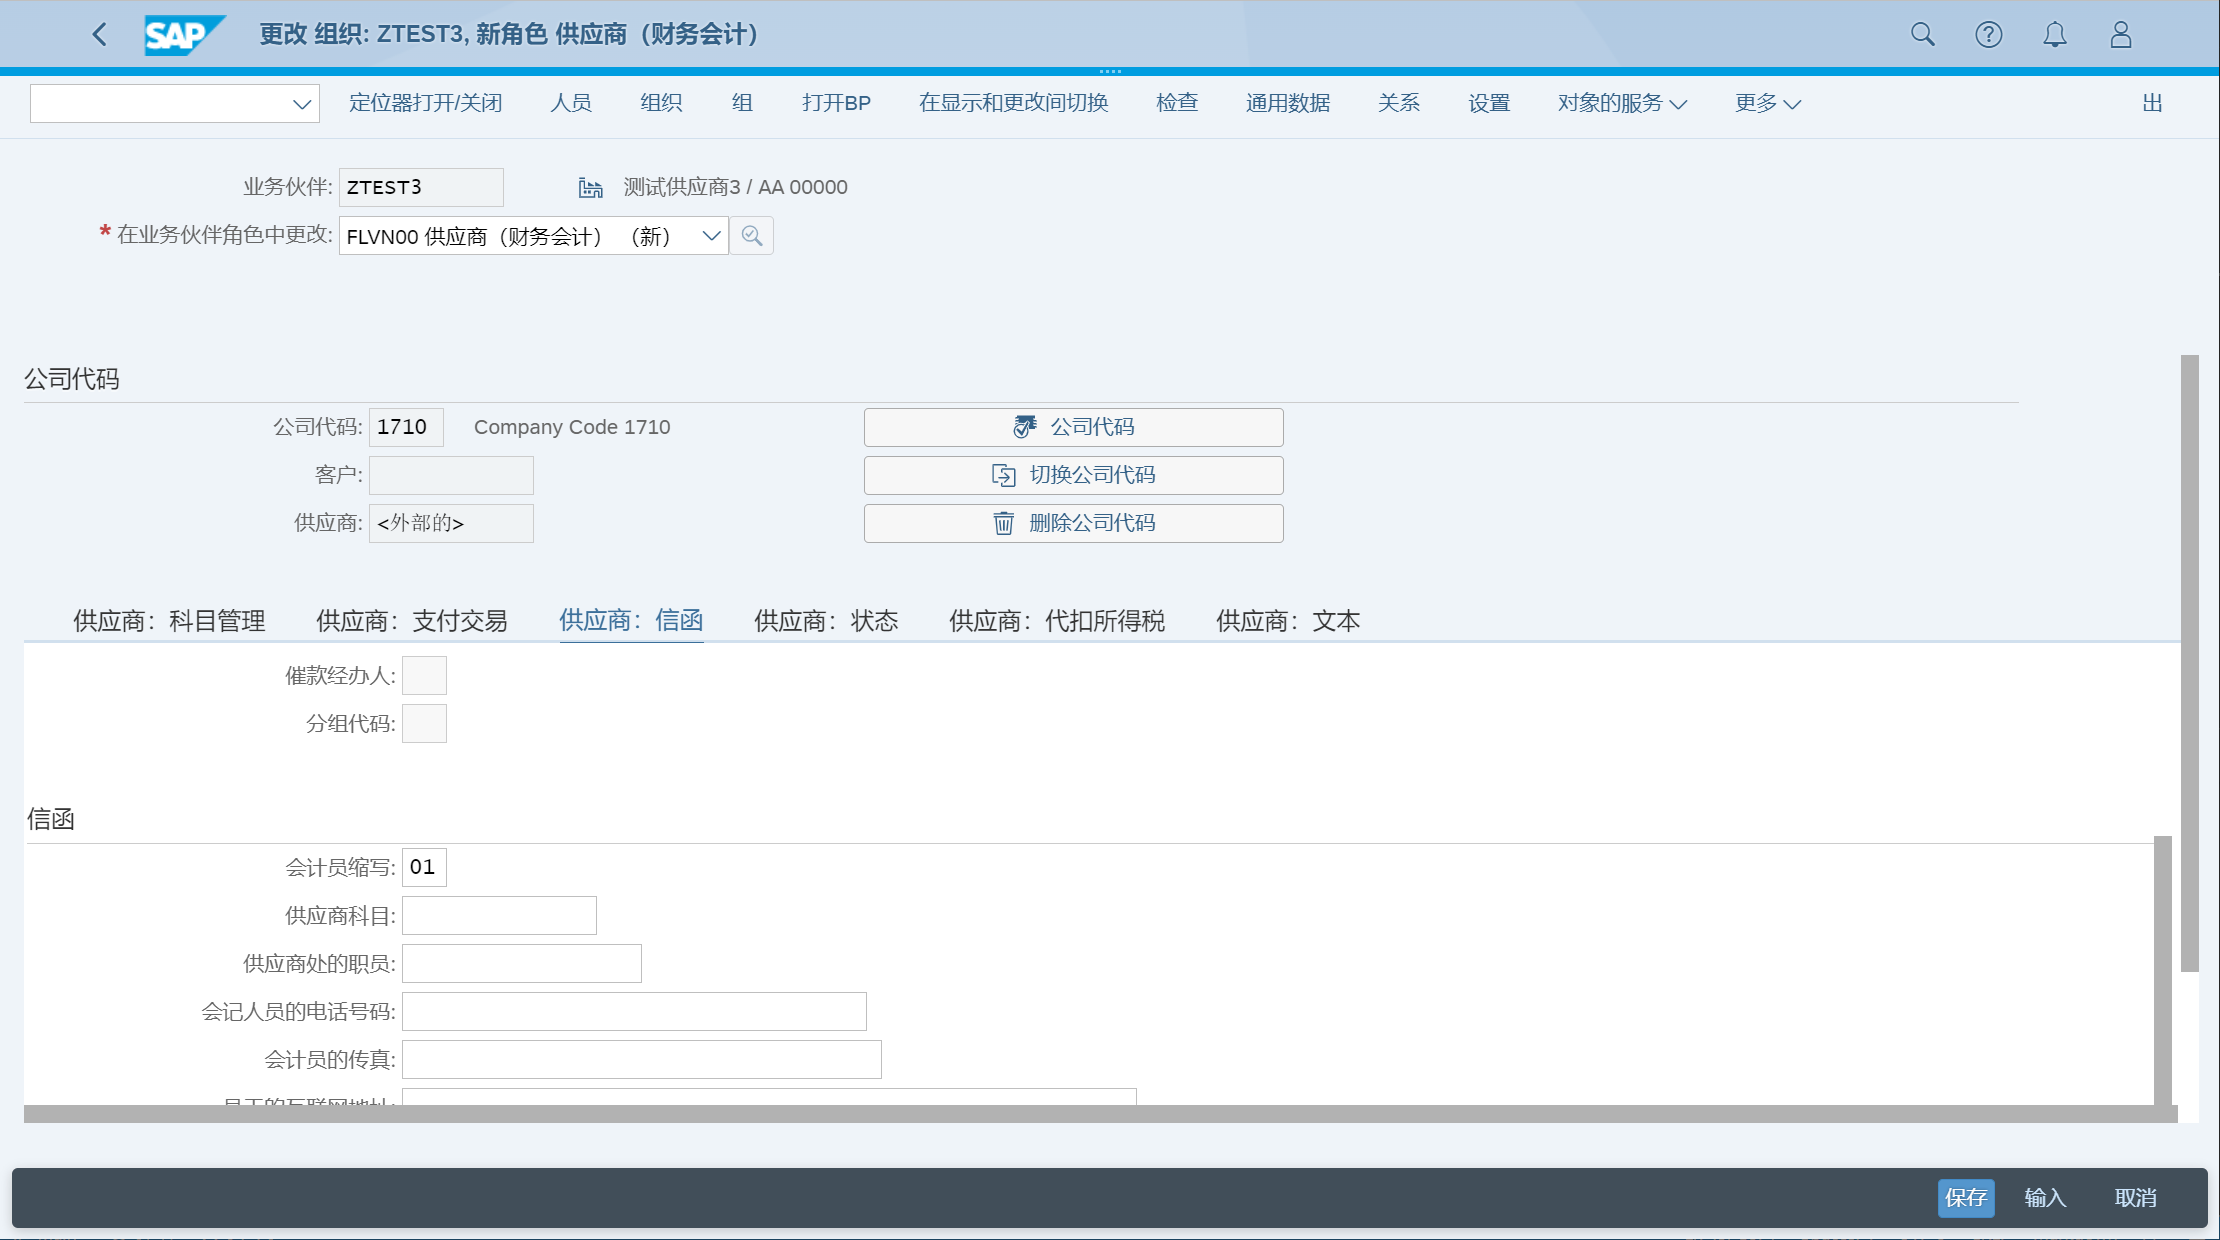 SAP 更改 组织: ZTEST3, 新角色 供应商（财务会计）
定位器打开/关闭 人员 组织 组 打开BP 在显示和更改间切换 检查 通用数据 关系 设置 对象的服务 更多 出
业务伙伴: ZTEST3 测试供应商3 / AA 00000
* 在业务伙伴角色中更改: FLVN00 供应商（财务会计） （新）
公司代码
公司代码: 1710 Company Code 1710 公司代码
客户: 切换公司代码
供应商: <外部的> 删除公司代码
供应商：科目管理 供应商：支付交易 供应商：信函 供应商：状态 供应商：代扣所得税 供应商：文本
催款经办人:
分组代码:
信函
会计员缩写: 01
供应商科目:
供应商处的职员:
会记人员的电话号码:
会计员的传真:
保存 输入 取消